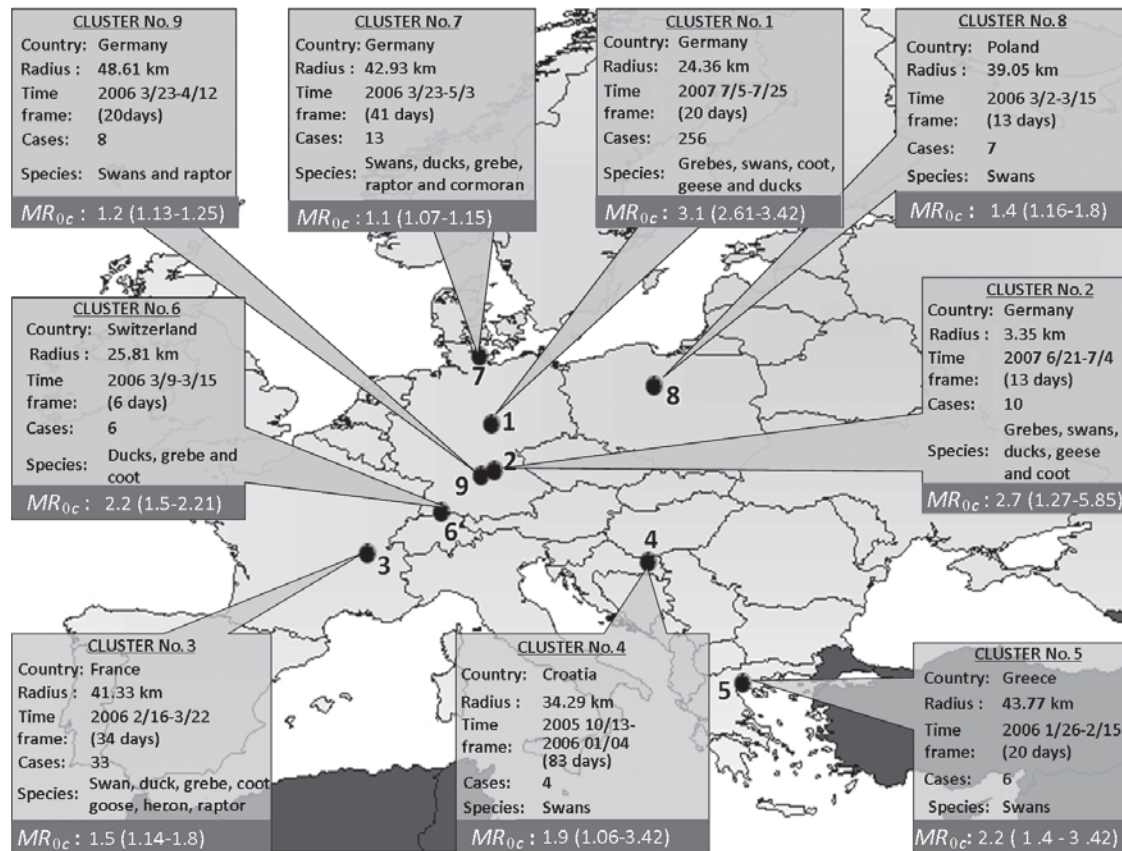 CLUSTER No. 9
Country: Germany
Radius : 48.61 km
Time 2006 3/23-4/12
frame: (20days)
Cases: 8
Species: Swans and raptor
MR0c : 1.2 (1.13-1.25)
CLUSTER No.7
Country: Germany
Radius : 42.93 km
Time 2006 3/23-5/3
frame: (41 days)
Cases: 13
Species: Swans, ducks, grebe,
raptor and cormoran
MR0c : 1.1 (1.07-1.15)
CLUSTER No. 1
Country: Germany
Radius: 24.36 km
Time 2007 7/5-7/25
frame: (20 days)
Cases: 256
Species: Grebes, swans, coot,
geese and ducks
MR0c : 3.1 (2.61-3.42)
CLUSTER No.8
Country: Poland
Radius : 39.05 km
Time 2006 3/2-3/15
frame: (13 days)
Cases: 7
Species: Swans
MR0c : 1.4 (1.16-1.8)
CLUSTER No.6
Country: Switzerland
Radius : 25.81 km
Time 2006 3/9-3/15
frame: (6 days)
Cases: 6
Species: Ducks, grebe and
coot
MR0c : 2.2 (1.5-2.21)
CLUSTER No.2
Country: Germany
Radius : 3.35 km
Time 2007 6/21-7/4
frame: (13 days)
Cases: 10
Species: Grebes, swans,
ducks, geese
and coot
MR0c : 2.7 (1.27-5.85)
7
8
1
2
9
6
3
4
5
CLUSTER No.3
Country: France
Radius : 41.33 km
Time 2006 2/16-3/22
frame: (34 days)
Cases: 33
Species: Swan, duck, grebe, coot
goose, heron, raptor
MR0c : 1.5 (1.14-1.8)
CLUSTER No.4
Country: Croatia
Radius : 34.29 km
Time 2005 10/13-
frame: 2006 01/04
(83 days)
Cases: 4
Species: Swans
MR0c : 1.9 (1.06-3.42)
CLUSTER No.5
Country: Greece
Radius : 43.77 km
Time 2006 1/26-2/15
frame: (20 days)
Cases: 6
Species: Swans
MR0c: 2.2 ( 1 .4 - 3 .42)